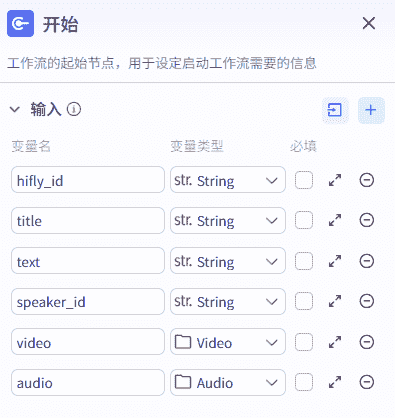 开始
工作流的起始节点，用于设定启动工作流需要的信息
输入
变量名 变量类型 必填
hifly_id str. String
title str. String
text str. String
speaker_id str. String
video Video
audio Audio